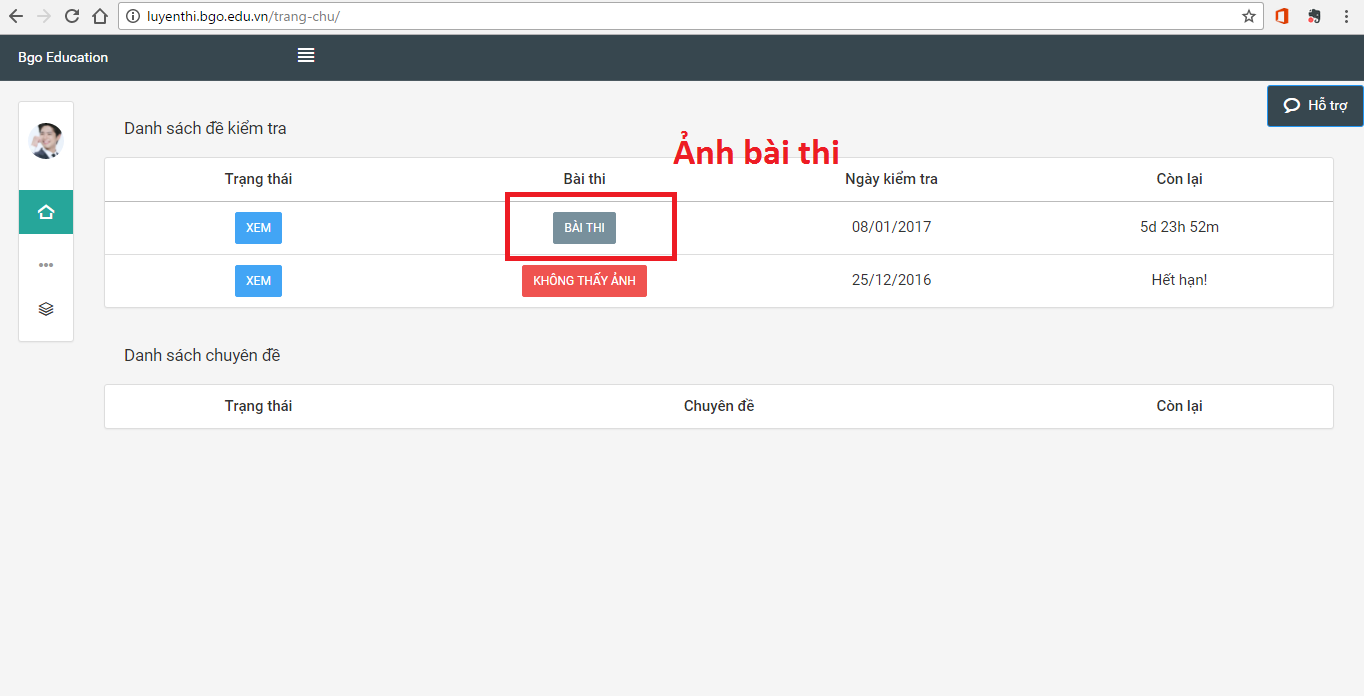 luyenthi.bgo.edu.vn/trang-chu/
Bgo Education
Hỗ trợ
Danh sách đề kiểm tra
Ảnh bài thi
Trạng thái Bài thi Ngày kiểm tra Còn lại
XEM BÀI THI 08/01/2017 5d 23h 52m
XEM KHÔNG THẤY ẢNH 25/12/2016 Hết hạn!
Danh sách chuyên đề
Trạng thái Chuyên đề Còn lại